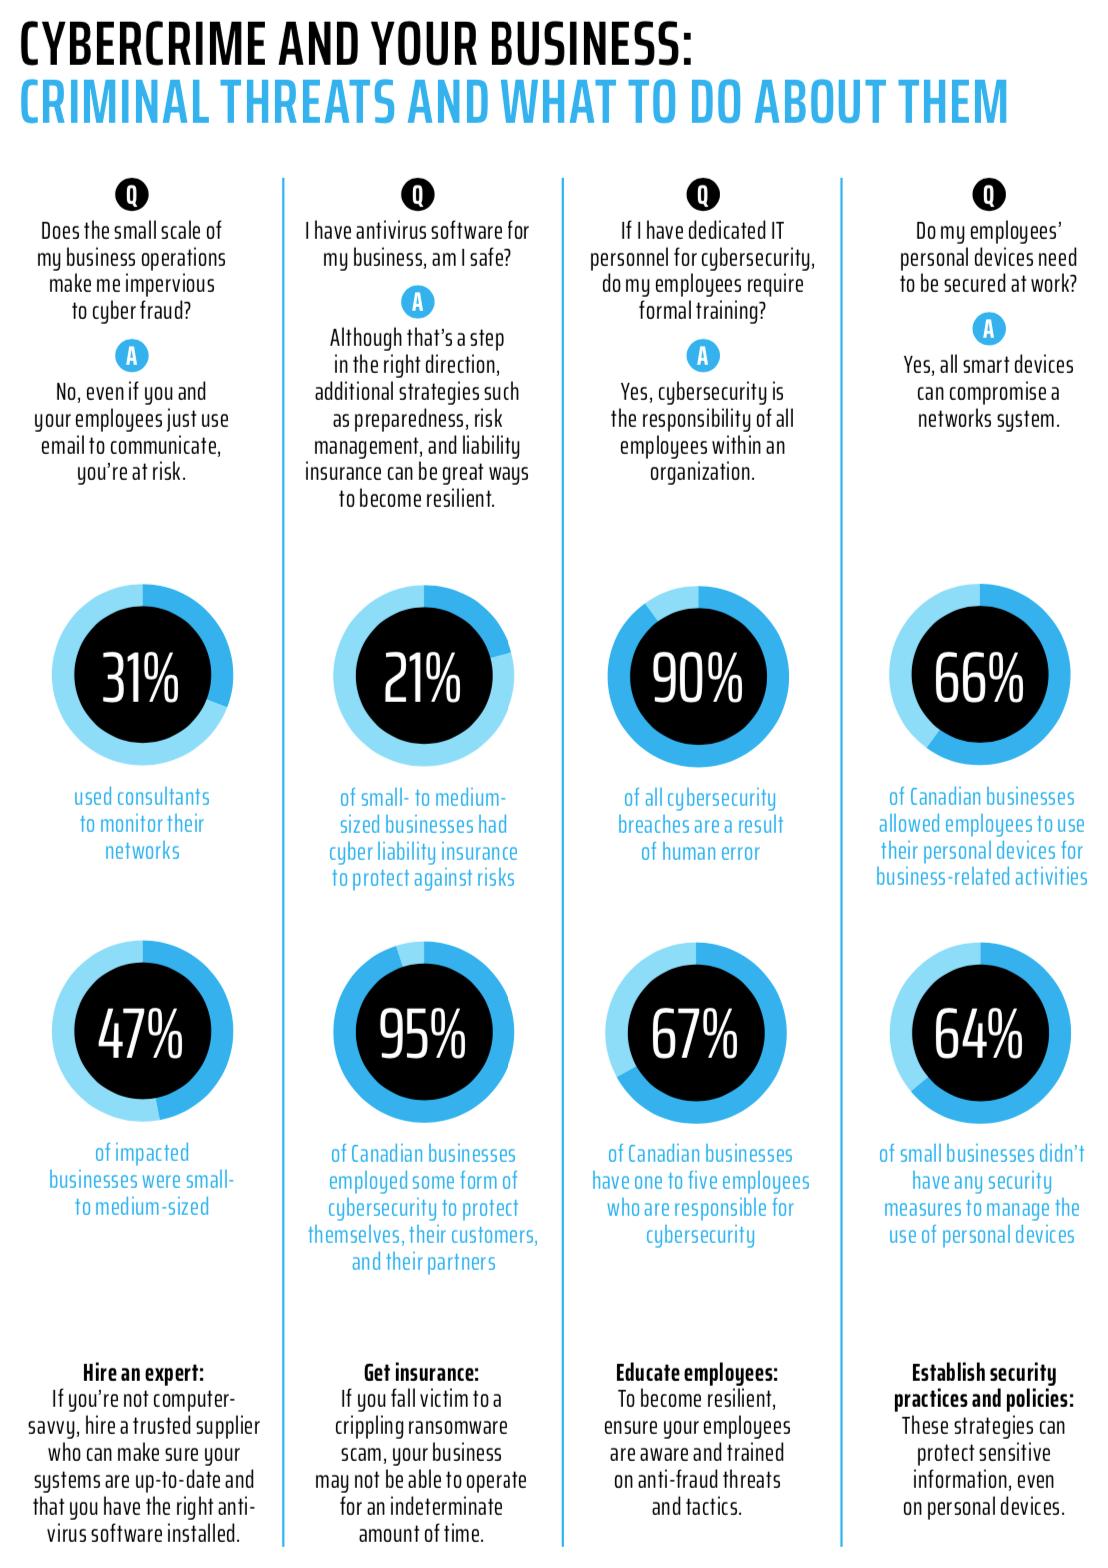 CYBERCRIME AND YOUR BUSINESS:
CRIMINAL THREATS AND WHAT TO DO ABOUT THEM
Q
Does the small scale of
my business operations
make me impervious
to cyber fraud?
A
No, even if you and
your employees just use
email to communicate,
you're at risk.
31%
used consultants
to monitor their
networks
47%
of impacted
businesses were small-
to medium-sized
Hire an expert:
If you're not computer-
savvy, hire a trusted supplier
who can make sure your
systems are up-to-date and
that you have the right anti-
virus software installed.
Q
I have antivirus software for
my business, am I safe?
A
Although that's a step
in the right direction,
additional strategies such
as preparedness, risk
management, and liability
insurance can be great ways
to become resilient.
21%
of small- to medium-
sized businesses had
cyber liability insurance
to protect against risks
95%
of Canadian businesses
employed some form of
cybersecurity to protect
themselves, their customers,
and their partners
Get insurance:
If you fall victim to a
crippling ransomware
scam, your business
may not be able to operate
for an indeterminate
amount of time.
Q
If I have dedicated IT
personnel for cybersecurity,
do my employees require
formal training?
A
Yes, cybersecurity is
the responsibility of all
employees within an
organization.
90%
of all cybersecurity
breaches are a result
of human error
67%
of Canadian businesses
have one to five employees
who are responsible for
cybersecurity
Educate employees:
To become resilient,
ensure your employees
are aware and trained
on anti-fraud threats
and tactics.
Q
Do my employees'
personal devices need
to be secured at work?
A
Yes, all smart devices
can compromise a
networks system.
66%
of Canadian businesses
allowed employees to use
their personal devices for
business-related activities
64%
of small businesses didn't
have any security
measures to manage the
use of personal devices
Establish security
practices and policies:
These strategies can
protect sensitive
information, even
on personal devices.